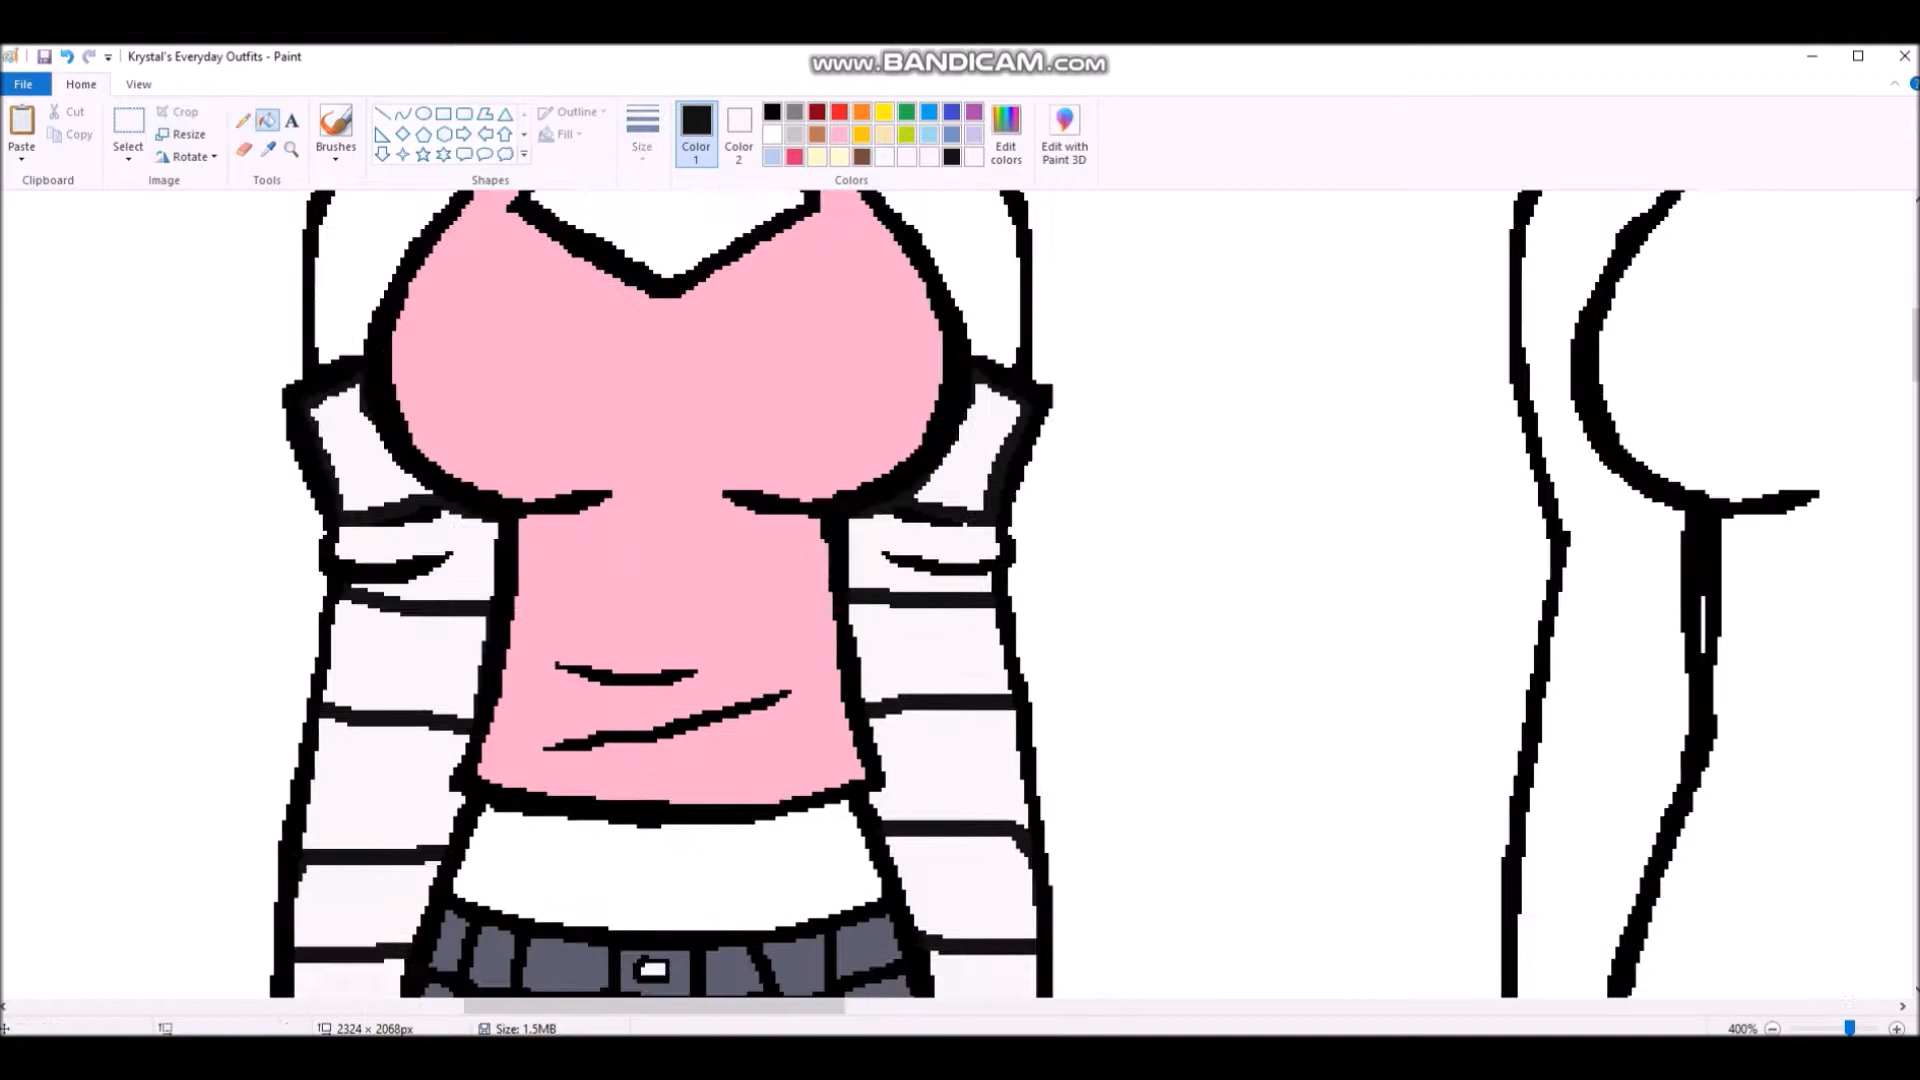 Krystal's Everyday Outfits - Paint
www.BANDICAM.com
File
Home
View
Paste
Cut
Copy
Clipboard
Select
Crop
Resize
Rotate
Image
A
Tools
Brushes
Outline
Fill
Shapes
Size
Color 1
Color 2
Edit colors
Colors
Edit with Paint 3D
2324 × 2068px
Size: 1.5MB
400%